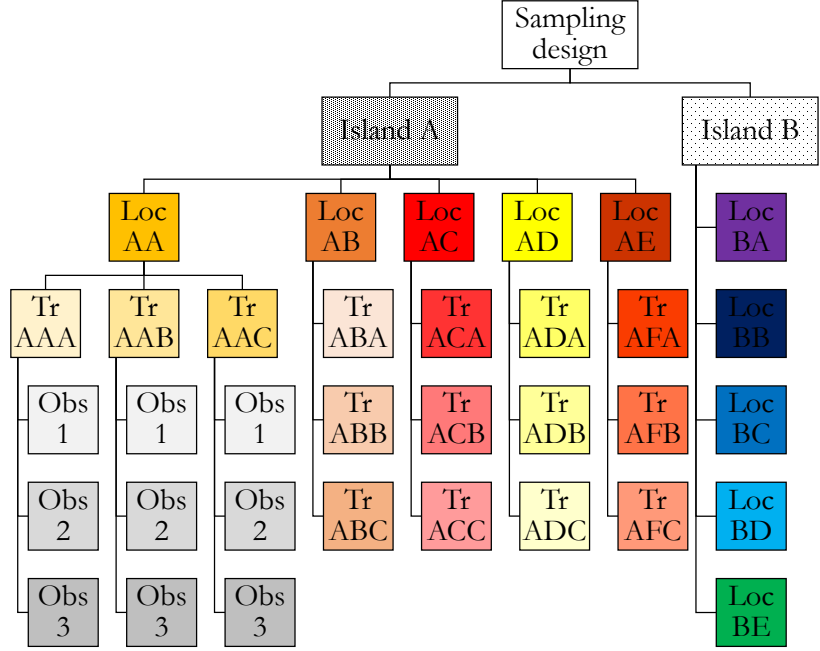 Sampling
design
Island A
Island B
Loc
AA
Loc
AB
Loc
AC
Loc
AD
Loc
AE
Loc
BA
Tr
AAA
Tr
AAB
Tr
AAC
Tr
ABA
Tr
ACA
Tr
ADA
Tr
AFA
Loc
BB
Obs
1
Obs
1
Obs
1
Tr
ABB
Tr
ACB
Tr
ADB
Tr
AFB
Loc
BC
Obs
2
Obs
2
Obs
2
Tr
ABC
Tr
ACC
Tr
ADC
Tr
AFC
Loc
BD
Obs
3
Obs
3
Obs
3
Loc
BE